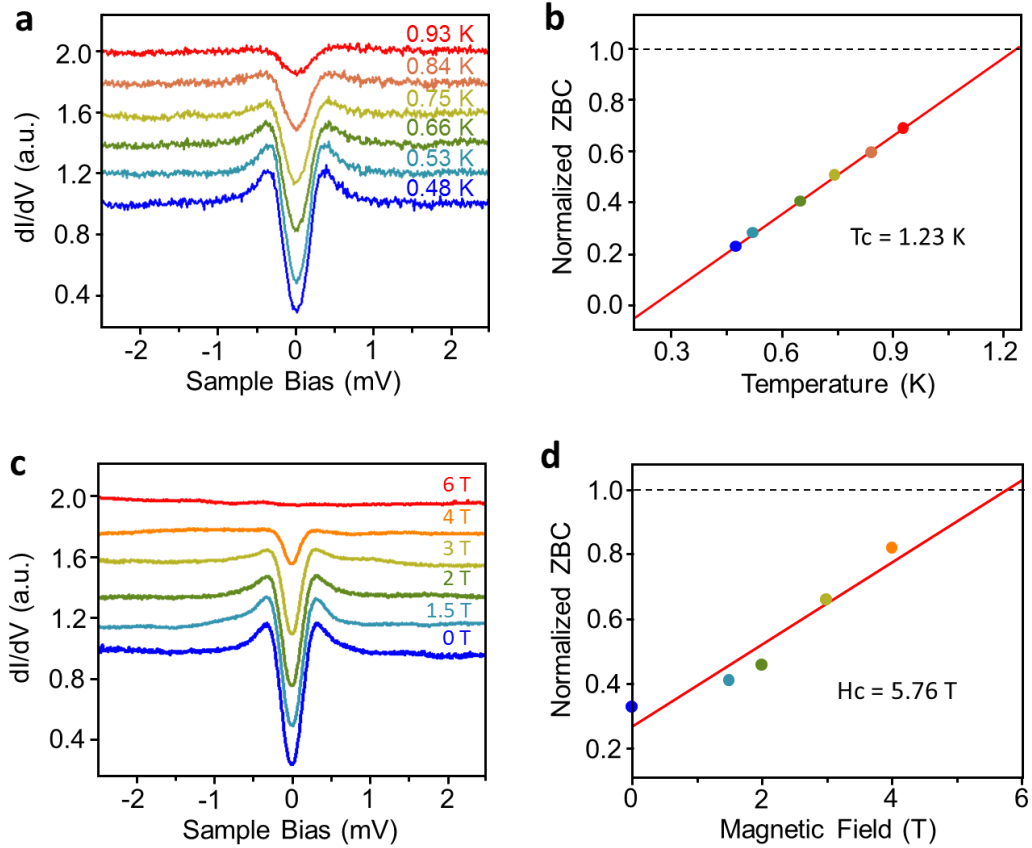 a
0.93 K
0.84 K
0.75 K
0.66 K
0.53 K
0.48 K
2.0
1.6
1.2
0.8
0.4
dI/dV (a.u.)
-2 -1 0 1 2
Sample Bias (mV)
b
1.0
0.8
0.6
0.4
0.2
0.0
Normalized ZBC
Tc = 1.23 K
0.3 0.6 0.9 1.2
Temperature (K)
c
6 T
4 T
3 T
2 T
1.5 T
0 T
2.0
1.6
1.2
0.8
0.4
dI/dV (a.u.)
-2 -1 0 1 2
Sample Bias (mV)
d
1.0
0.8
0.6
0.4
0.2
Normalized ZBC
Hc = 5.76 T
0 2 4 6
Magnetic Field (T)